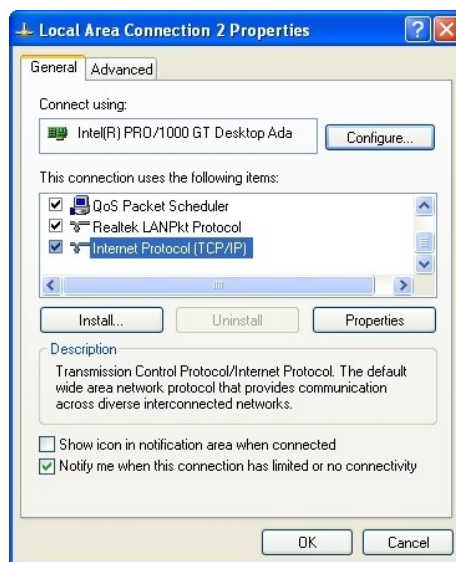 Local Area Connection 2 Properties
General
Advanced
Connect using:
Intel(R) PRO/1000 GT Desktop Ada
Configure...
This connection uses the following items:
QoS Packet Scheduler
Realtek LANPkt Protocol
Internet Protocol (TCP/IP)
Install...
Uninstall
Properties
Description
Transmission Control Protocol/Internet Protocol. The default
wide area network protocol that provides communication
across diverse interconnected networks.
Show icon in notification area when connected
Notify me when this connection has limited or no connectivity
OK
Cancel